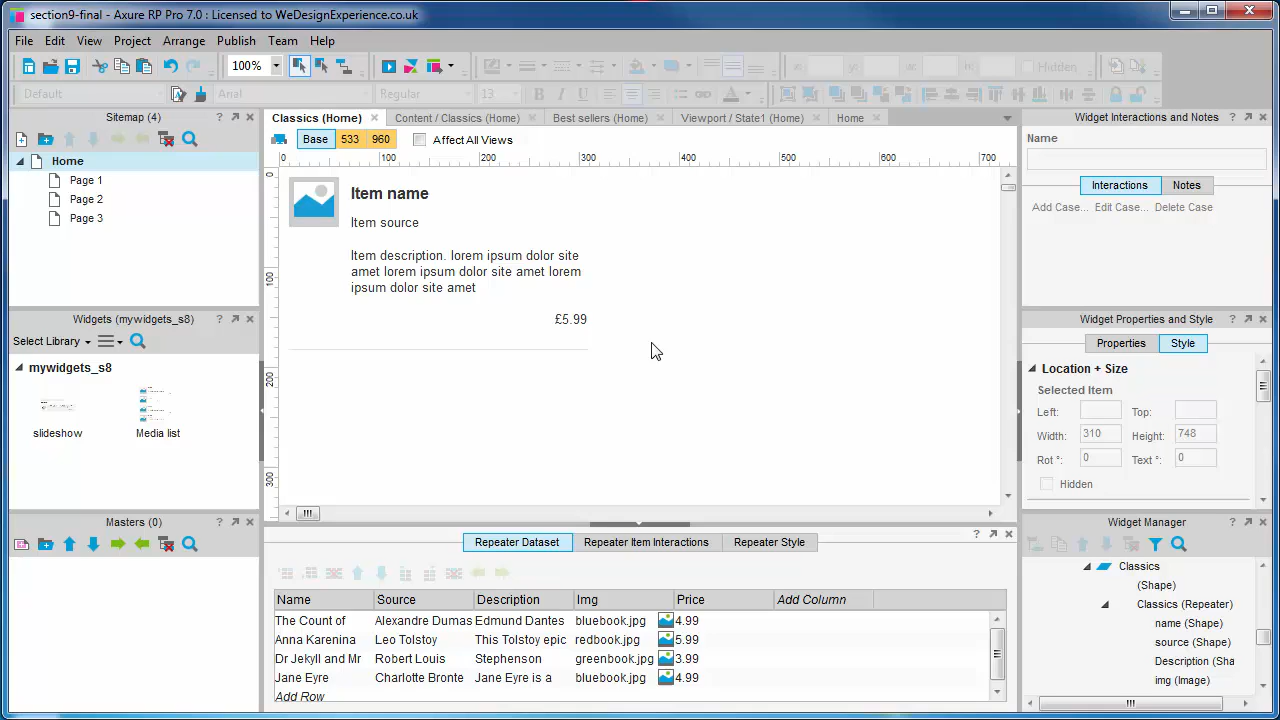 section9-final - Axure RP Pro 7.0 : Licensed to WeDesignExperience.co.uk
File Edit View Project Arrange Publish Team Help
100% Hidden
Default Arial Regular 13
Sitemap (4)
Home
Page 1
Page 2
Page 3
Widgets (mywidgets_s8)
Select Library
mywidgets_s8
slideshow Media list
Masters (0)
Classics (Home) Content / Classics (Home) Best sellers (Home) Viewport / State1 (Home) Home
Base 533 960 Affect All Views
0 100 200 300 400 500 600 700
0
100
200
300
Item name
Item source
Item description. lorem ipsum dolor site
amet lorem ipsum dolor site amet lorem
ipsum dolor site amet
£5.99
Repeater Dataset Repeater Item Interactions Repeater Style
Name Source Description Img Price Add Column
The Count of Alexandre Dumas Edmund Dantes bluebook.jpg 4.99
Anna Karenina Leo Tolstoy This Tolstoy epic redbook.jpg 5.99
Dr Jekyll and Mr Robert Louis Stephenson greenbook.jpg 3.99
Jane Eyre Charlotte Bronte Jane Eyre is a bluebook.jpg 4.99
Add Row
Widget Interactions and Notes
Name
Interactions Notes
Add Case... Edit Case... Delete Case
Widget Properties and Style
Properties Style
Location + Size
Selected Item
Left: Top:
Width: 310 Height: 748
Rot °: 0 Text °: 0
Hidden
Widget Manager
Classics
(Shape)
Classics (Repeater)
name (Shape)
source (Shape)
Description (Sha
img (Image)